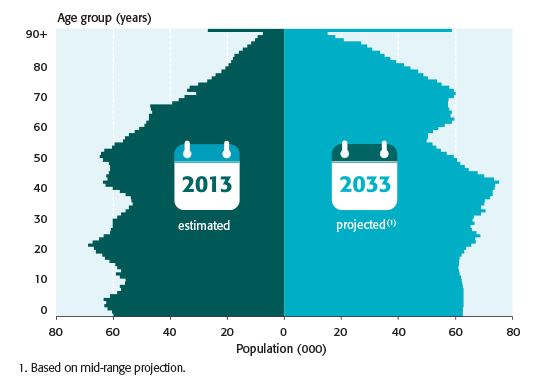 Age group (years)
90+
80
70
60
50
40
30
20
10
0
2013
estimated
2033
projected(1)
80 60 40 20 0 20 40 60 80
Population (000)
1. Based on mid-range projection.